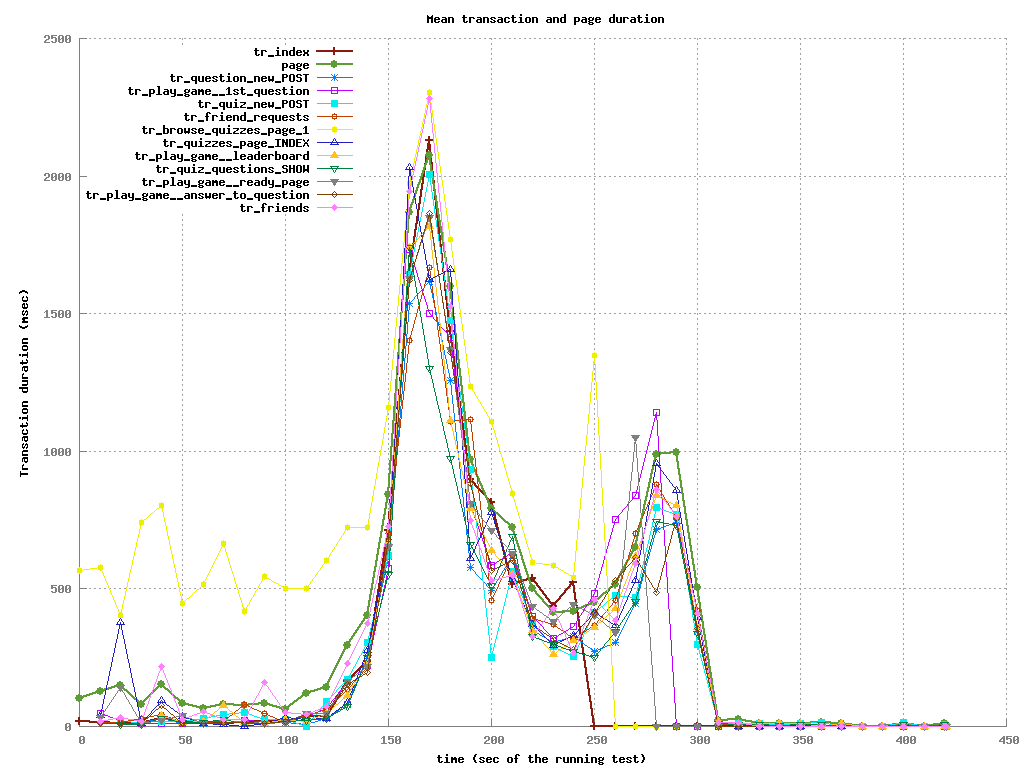 Mean transaction and page duration
2500
2000
1500
1000
500
0
Transaction duration (msec)
tr_index
page
tr_question_new_POST
tr_play_game__1st_question
tr_quiz_new_POST
tr_friend_requests
tr_browse_quizzes_page_1
tr_quizzes_page_INDEX
tr_play_game__leaderboard
tr_quiz_questions_SHOW
tr_play_game__ready_page
tr_play_game__answer_to_question
tr_friends
0 50 100 150 200 250 300 350 400 450
time (sec of the running test)